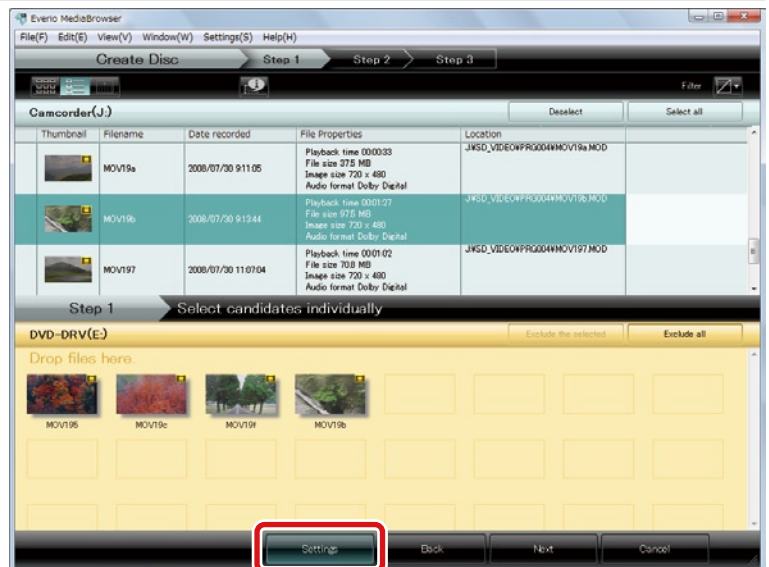 Everio MediaBrowser
File(F) Edit(E) View(V) Window(W) Settings(S) Help(H)
Create Disc Step 1 Step 2 Step 3
Filter
Camcorder(J:) Deselect Select all
Thumbnail Filename Date recorded File Properties Location
MOV19a 2008/07/30 9:11:05 Playback time 00:00:33 J:¥SD_VIDEO¥PRG004¥MOV19a.MOD
File size 37.5 MB
Image size 720 x 480
Audio format Dolby Digital
MOV19b 2008/07/30 9:13:44 Playback time 00:01:27 J:¥SD_VIDEO¥PRG004¥MOV19b.MOD
File size 97.5 MB
Image size 720 x 480
Audio format Dolby Digital
MOV197 2008/07/30 11:07:04 Playback time 00:01:02 J:¥SD_VIDEO¥PRG004¥MOV197.MOD
File size 70.8 MB
Image size 720 x 480
Audio format Dolby Digital
Step 1 Select candidates individually
DVD-DRV(E:) Exclude the selected Exclude all
Drop files here.
MOV195 MOV19c MOV19f MOV19b
Settings Back Next Cancel